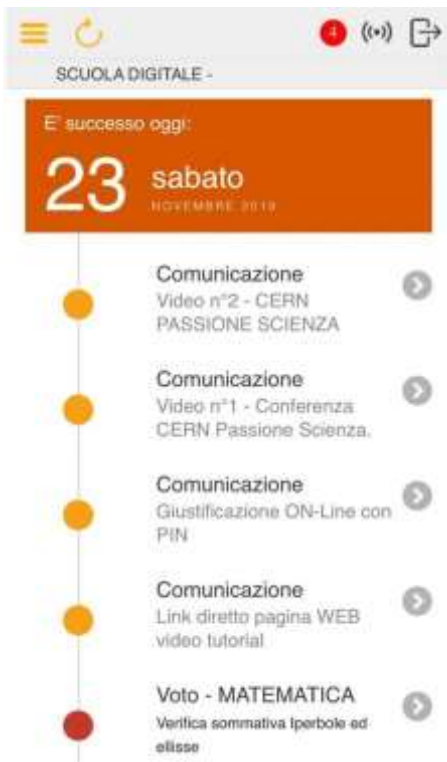 4
SCUOLA DIGITALE -
E' successo oggi:
23 sabato
NOVEMBRE 2019
Comunicazione
Video n°2 - CERN
PASSIONE SCIENZA
Comunicazione
Video n°1 - Conferenza
CERN Passione Scienza.
Comunicazione
Giustificazione ON-Line con
PIN
Comunicazione
Link diretto pagina WEB
video tutorial
Voto - MATEMATICA
Verifica sommativa Iperbole ed
ellisse